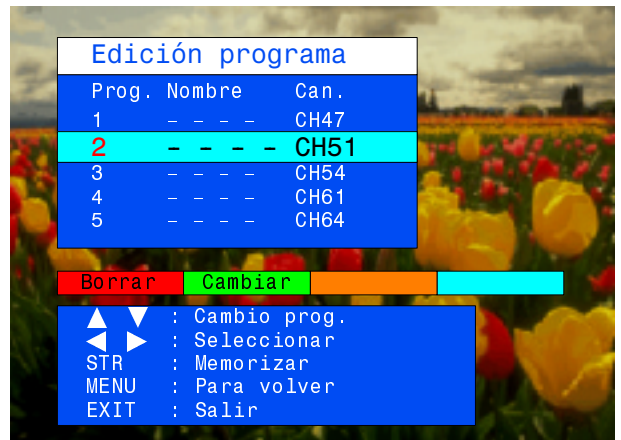 Edición programa
Prog. Nombre Can.
1 - - - - CH47
2 - - - - CH51
3 - - - - CH54
4 - - - - CH61
5 - - - - CH64
Borrar Cambiar
▲ ▼ : Cambio prog.
◀ ▶ : Seleccionar
STR : Memorizar
MENU : Para volver
EXIT : Salir